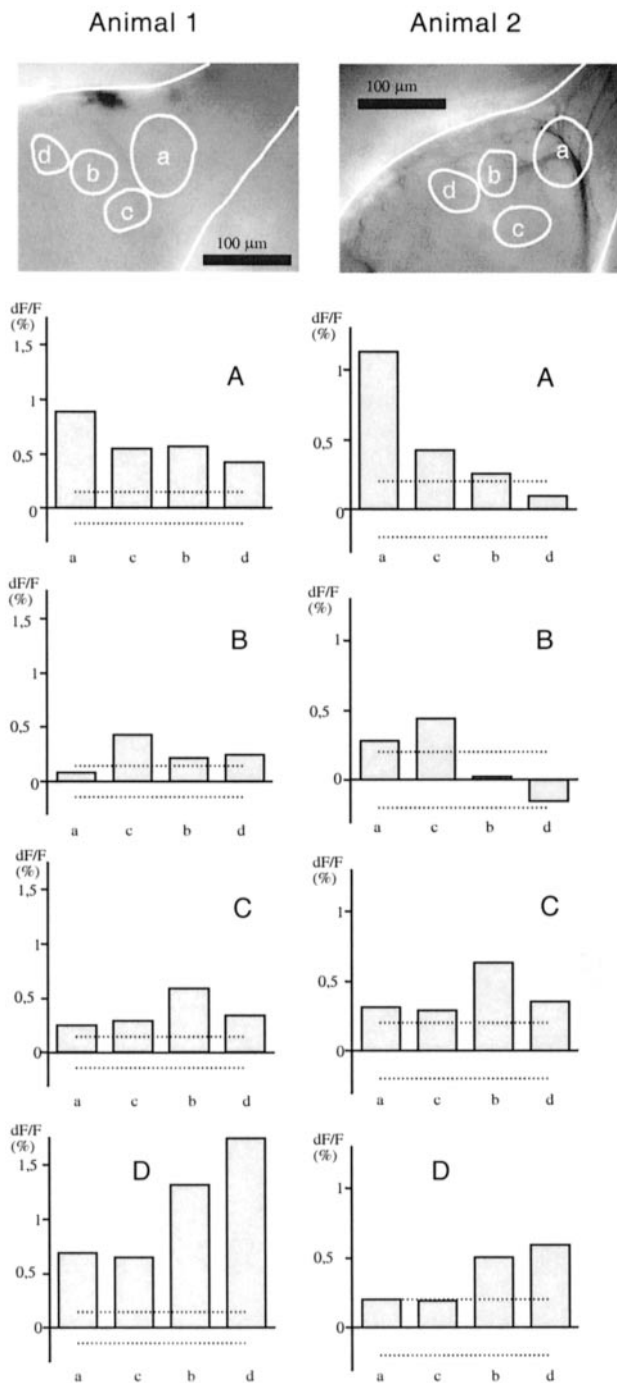 Animal 1
Animal 2
d b a c
100 µm
100 µm
d b a c
dF/F
(%)
1,5
1
0,5
0
A
a c b d
dF/F
(%)
1
0,5
0
A
a c b d
dF/F
(%)
1,5
1
0,5
0
B
a c b d
dF/F
(%)
1
0,5
0
B
a c b d
dF/F
(%)
1,5
1
0,5
0
C
a c b d
dF/F
(%)
1
0,5
0
C
a c b d
dF/F
(%)
1,5
1
0,5
0
D
a c b d
dF/F
(%)
1
0,5
0
D
a c b d